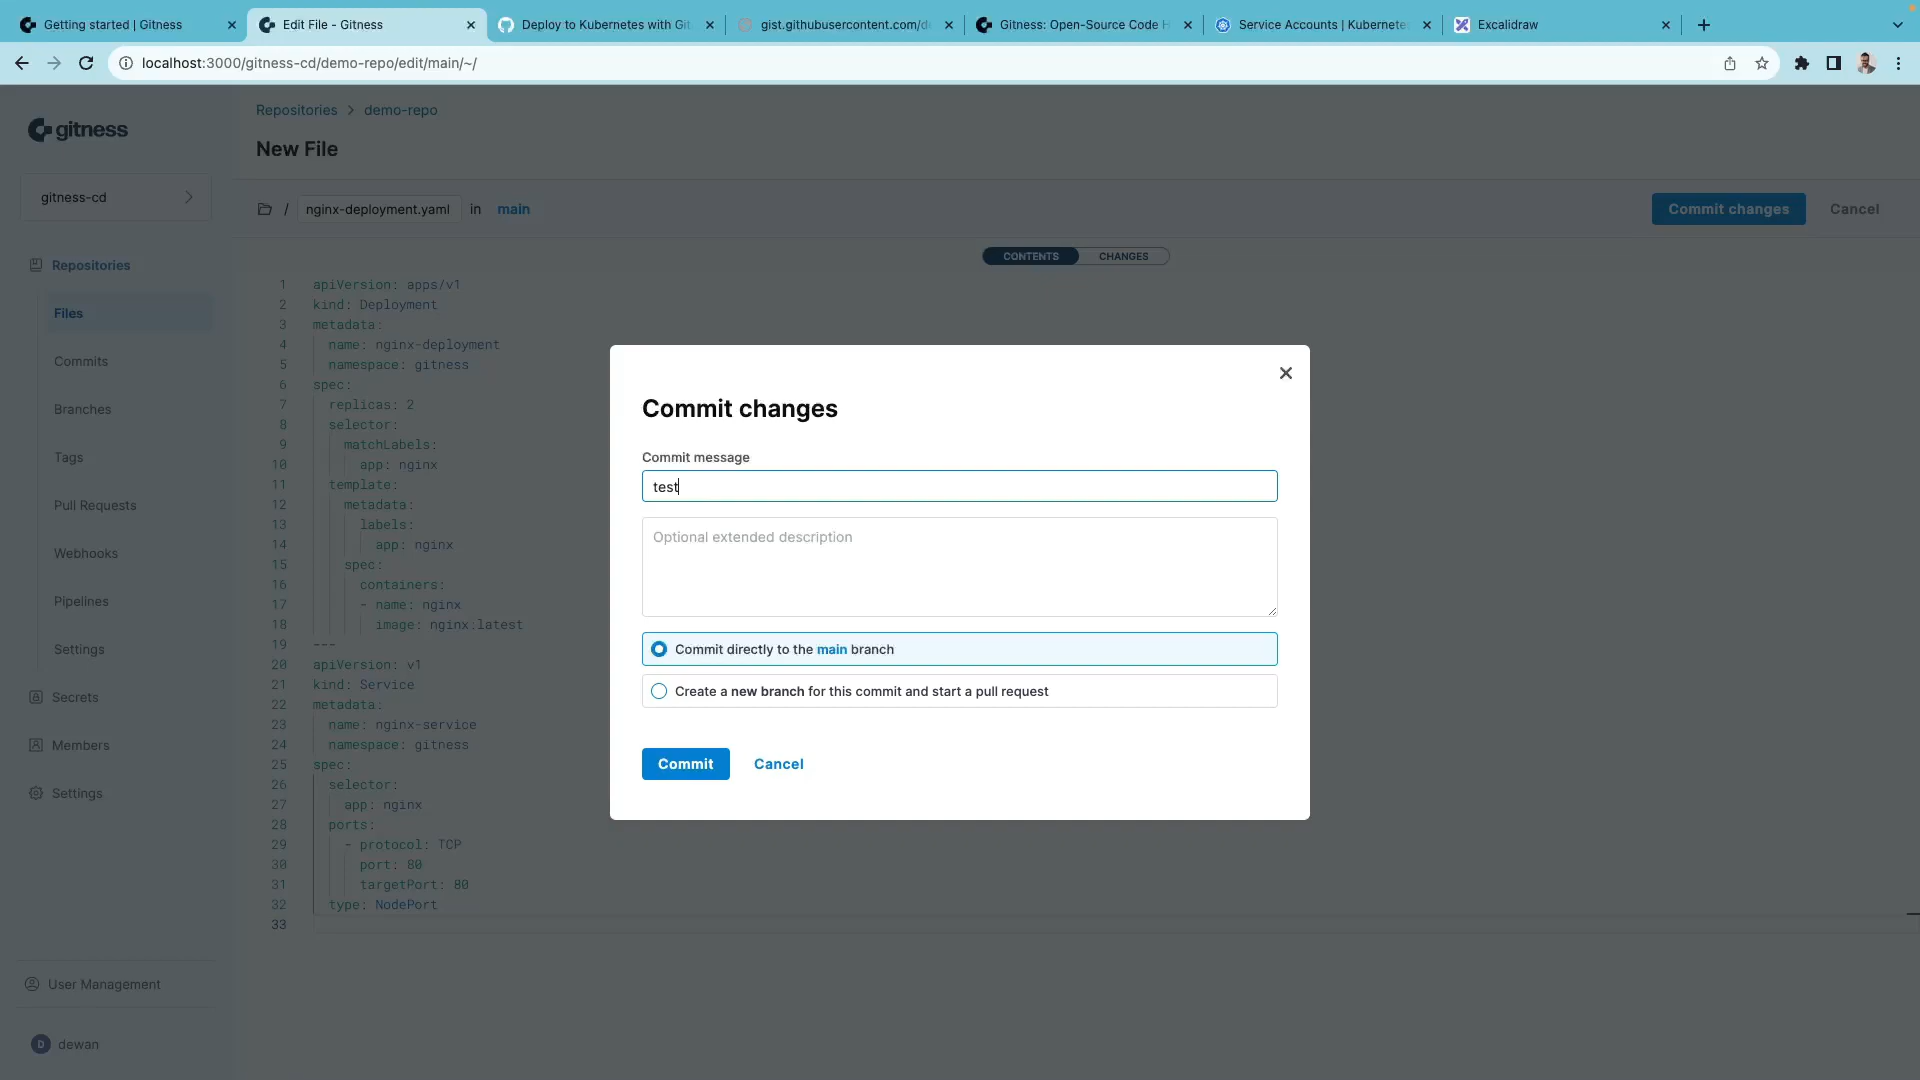 Getting started | Gitness
Edit File - Gitness
Deploy to Kubernetes with Git
gist.githubusercontent.com/d
Gitness: Open-Source Code H
Service Accounts | Kubernete
Excalidraw
localhost:3000/gitness-cd/demo-repo/edit/main/~/
gitness
Repositories > demo-repo
New File
gitness-cd
/ nginx-deployment.yaml in main
Commit changes
Cancel
CONTENTS
CHANGES
Repositories
Files
Commits
Branches
Tags
Pull Requests
Webhooks
Pipelines
Settings
Secrets
Members
Settings
User Management
D dewan
1 apiVersion: apps/v1
2 kind: Deployment
3 metadata:
4 name: nginx-deployment
5 namespace: gitness
6 spec:
7 replicas: 2
8 selector:
9 matchLabels:
10 app: nginx
11 template:
12 metadata:
13 labels:
14 app: nginx
15 spec:
16 containers:
17 - name: nginx
18 image: nginx:latest
19 ---
20 apiVersion: v1
21 kind: Service
22 metadata:
23 name: nginx-service
24 namespace: gitness
25 spec:
26 selector:
27 app: nginx
28 ports:
29 - protocol: TCP
30 port: 80
31 targetPort: 80
32 type: NodePort
33
Commit changes
Commit message
test
Optional extended description
Commit directly to the main branch
Create a new branch for this commit and start a pull request
Commit
Cancel